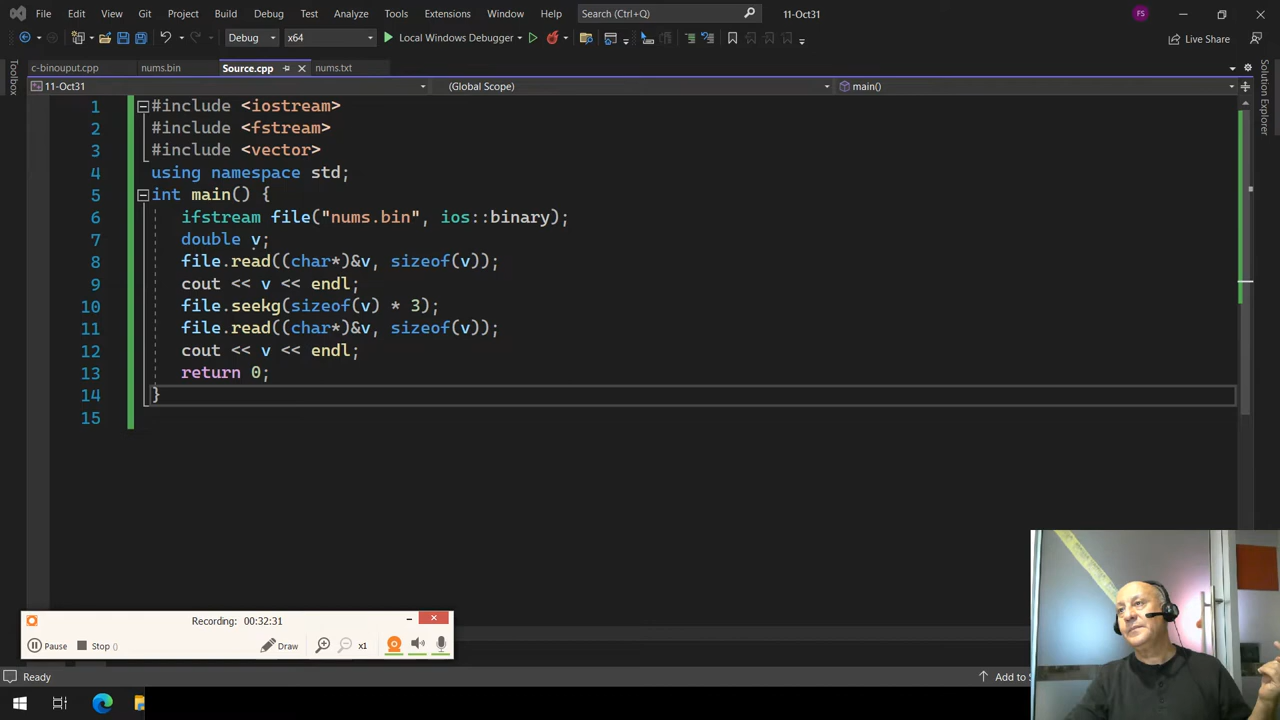 File Edit View Git Project Build Debug Test Analyze Tools Extensions Window Help Search (Ctrl+Q) 11-Oct31 FS
Debug x64 Local Windows Debugger Live Share
c-binouput.cpp nums.bin Source.cpp nums.txt
11-Oct31 (Global Scope) main()
Toolbox
Solution Explorer
1 #include <iostream>
2 #include <fstream>
3 #include <vector>
4 using namespace std;
5 int main() {
6 ifstream file("nums.bin", ios::binary);
7 double v;
8 file.read((char*)&v, sizeof(v));
9 cout << v << endl;
10 file.seekg(sizeof(v) * 3);
11 file.read((char*)&v, sizeof(v));
12 cout << v << endl;
13 return 0;
14 }
15
Recording: 00:32:31
Pause Stop () Draw x1
Ready Add to S